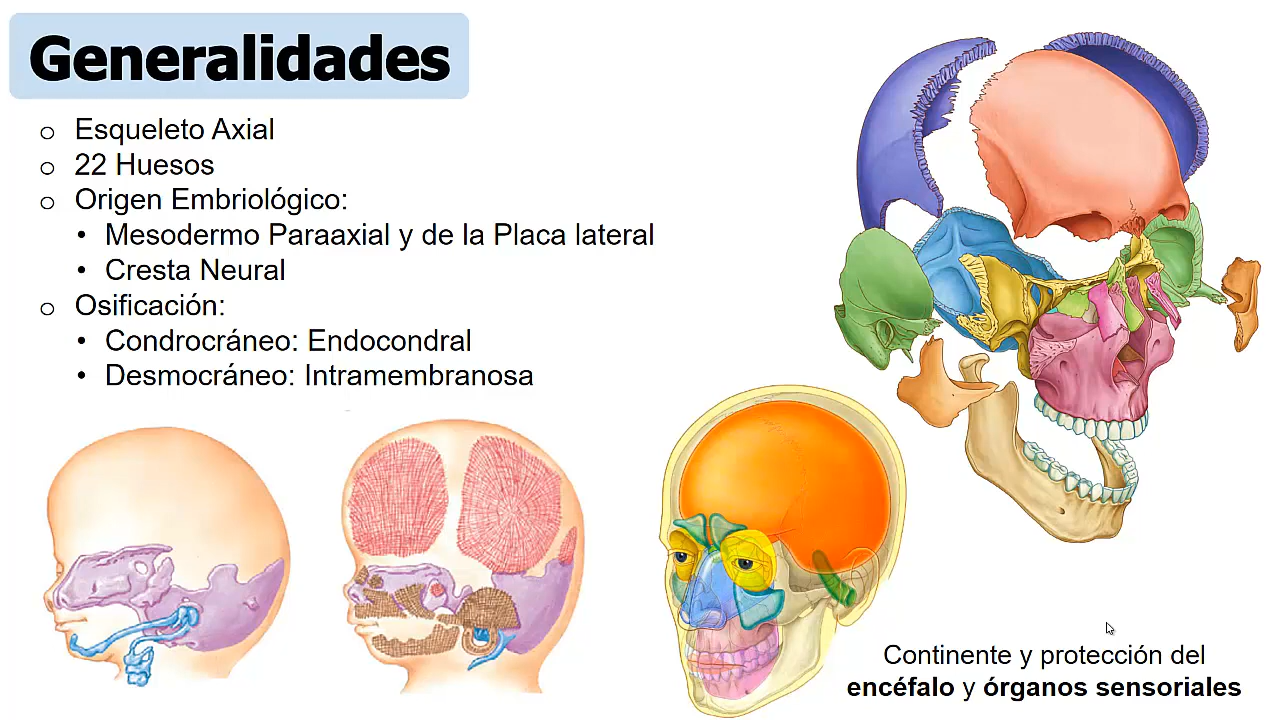 Generalidades
o Esqueleto Axial
o 22 Huesos
o Origen Embriológico:
• Mesodermo Paraaxial y de la Placa lateral
• Cresta Neural
o Osificación:
• Condrocráneo: Endocondral
• Desmocráneo: Intramembranosa
Continente y protección del
encéfalo y órganos sensoriales